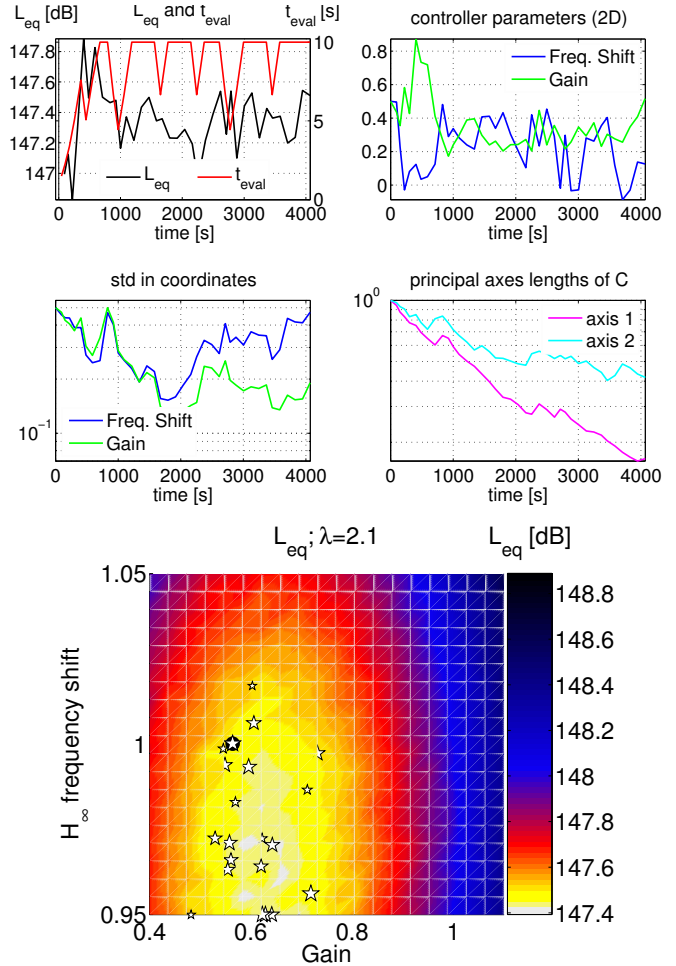 L_eq [dB] L_eq and t_eval t_eval [s]
147.8
147.6
147.4
147.2
147
10
5
0
L_eq t_eval
0 1000 2000 3000 4000
time [s]
controller parameters (2D)
0.8
0.6
0.4
0.2
0
Freq. Shift
Gain
0 1000 2000 3000 4000
time [s]
std in coordinates
10^-1
Freq. Shift
Gain
0 1000 2000 3000 4000
time [s]
principal axes lengths of C
10^0
axis 1
axis 2
0 1000 2000 3000 4000
time [s]
L_eq; λ=2.1 L_eq [dB]
1.05
1
0.95
H_∞ frequency shift
0.4 0.6 0.8 1
Gain
148.8
148.6
148.4
148.2
148
147.8
147.6
147.4